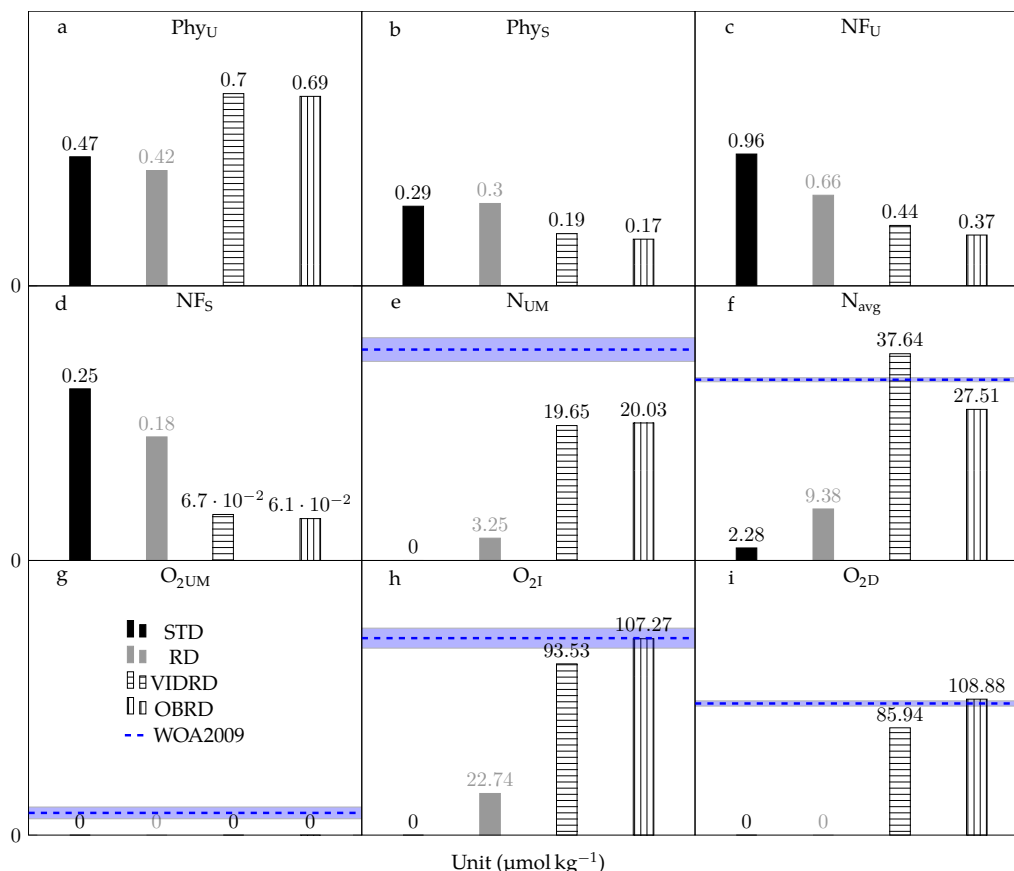 a Phy_U
0.47 0.42 0.7 0.69
0
b Phy_S
0.29 0.3 0.19 0.17
c NF_U
0.96 0.66 0.44 0.37
d NF_S
0.25 0.18 6.7 · 10⁻² 6.1 · 10⁻²
0
e N_UM
0 3.25 19.65 20.03
f N_avg
2.28 9.38 37.64 27.51
g O_2UM
STD
RD
VIDRD
OBRD
WOA2009
0 0 0 0
0
h O_2I
0 22.74 93.53 107.27
i O_2D
0 0 85.94 108.88
Unit (µmol kg⁻¹)